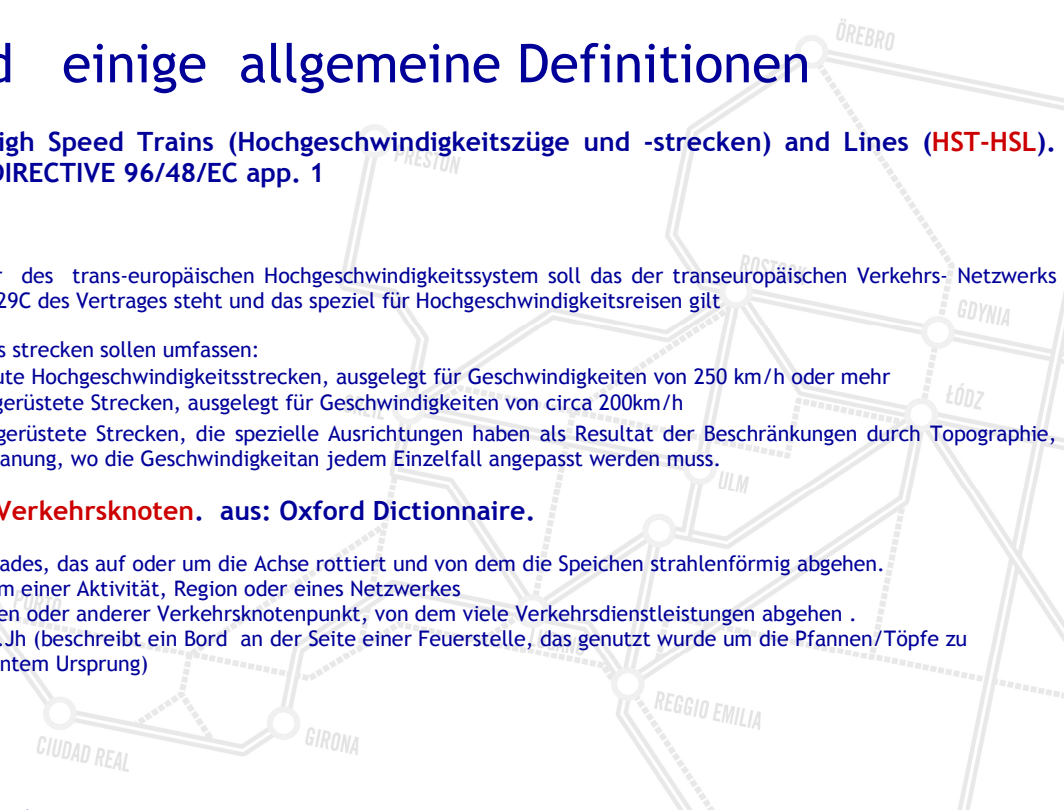 d einige allgemeine Definitionen
igh Speed Trains (Hochgeschwindigkeitszüge und -strecken) and Lines (HST-HSL).
DIRECTIVE 96/48/EC app. 1
r des trans-europäischen Hochgeschwindigkeitssystem soll das der transeuropäischen Verkehrs- Netzwerks
29C des Vertrages steht und das speziel für Hochgeschwindigkeitsreisen gilt
s strecken sollen umfassen:
ute Hochgeschwindigkeitsstrecken, ausgelegt für Geschwindigkeiten von 250 km/h oder mehr
gerüstete Strecken, ausgelegt für Geschwindigkeiten von circa 200km/h
gerüstete Strecken, die spezielle Ausrichtungen haben als Resultat der Beschränkungen durch Topographie,
anung, wo die Geschwindigkeitan jedem Einzelfall angepasst werden muss.
Verkehrsknoten. aus: Oxford Dictionnaire.
ades, das auf oder um die Achse rottiert und von dem die Speichen strahlenförmig abgehen.
m einer Aktivität, Region oder eines Netzwerkes
en oder anderer Verkehrsknotenpunkt, von dem viele Verkehrsdienstleistungen abgehen .
.Jh (beschreibt ein Bord an der Seite einer Feuerstelle, das genutzt wurde um die Pfannen/Töpfe zu
ntem Ursprung)
ÖREBRO
PRESTON
ROSTOCK
GDYNIA
ŁÓDZ
ULM
PORTO
REGGIO EMILIA
GIRONA
CIUDAD REAL